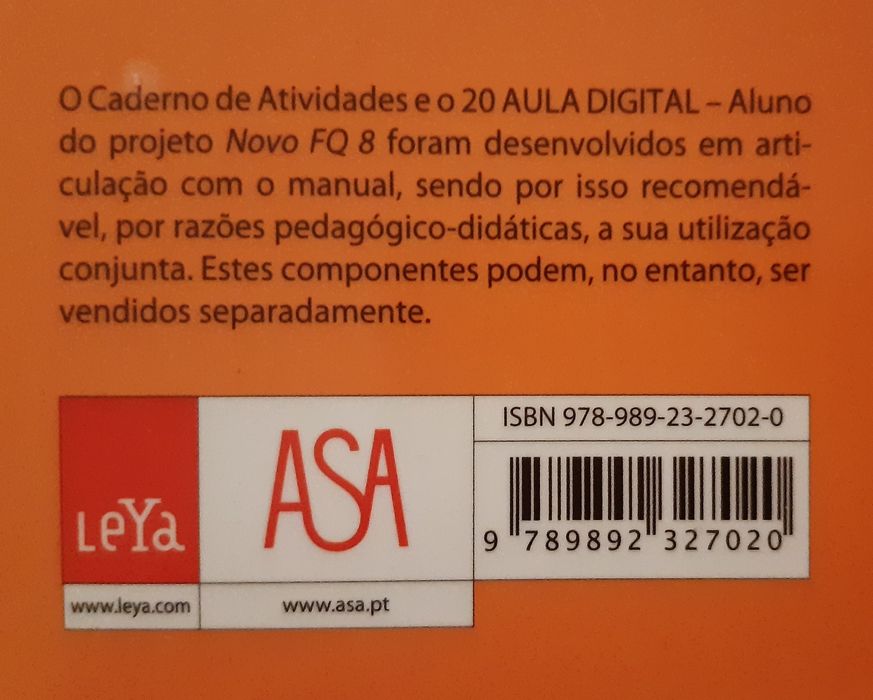 O Caderno de Atividades e o 20 AULA DIGITAL – Aluno
do projeto Novo FQ 8 foram desenvolvidos em arti-
culação com o manual, sendo por isso recomendá-
vel, por razões pedagógico-didáticas, a sua utilização
conjunta. Estes componentes podem, no entanto, ser
vendidos separadamente.
LeYa
www.leya.com
ASA
www.asa.pt
ISBN 978-989-23-2702-0
9 789892 327020